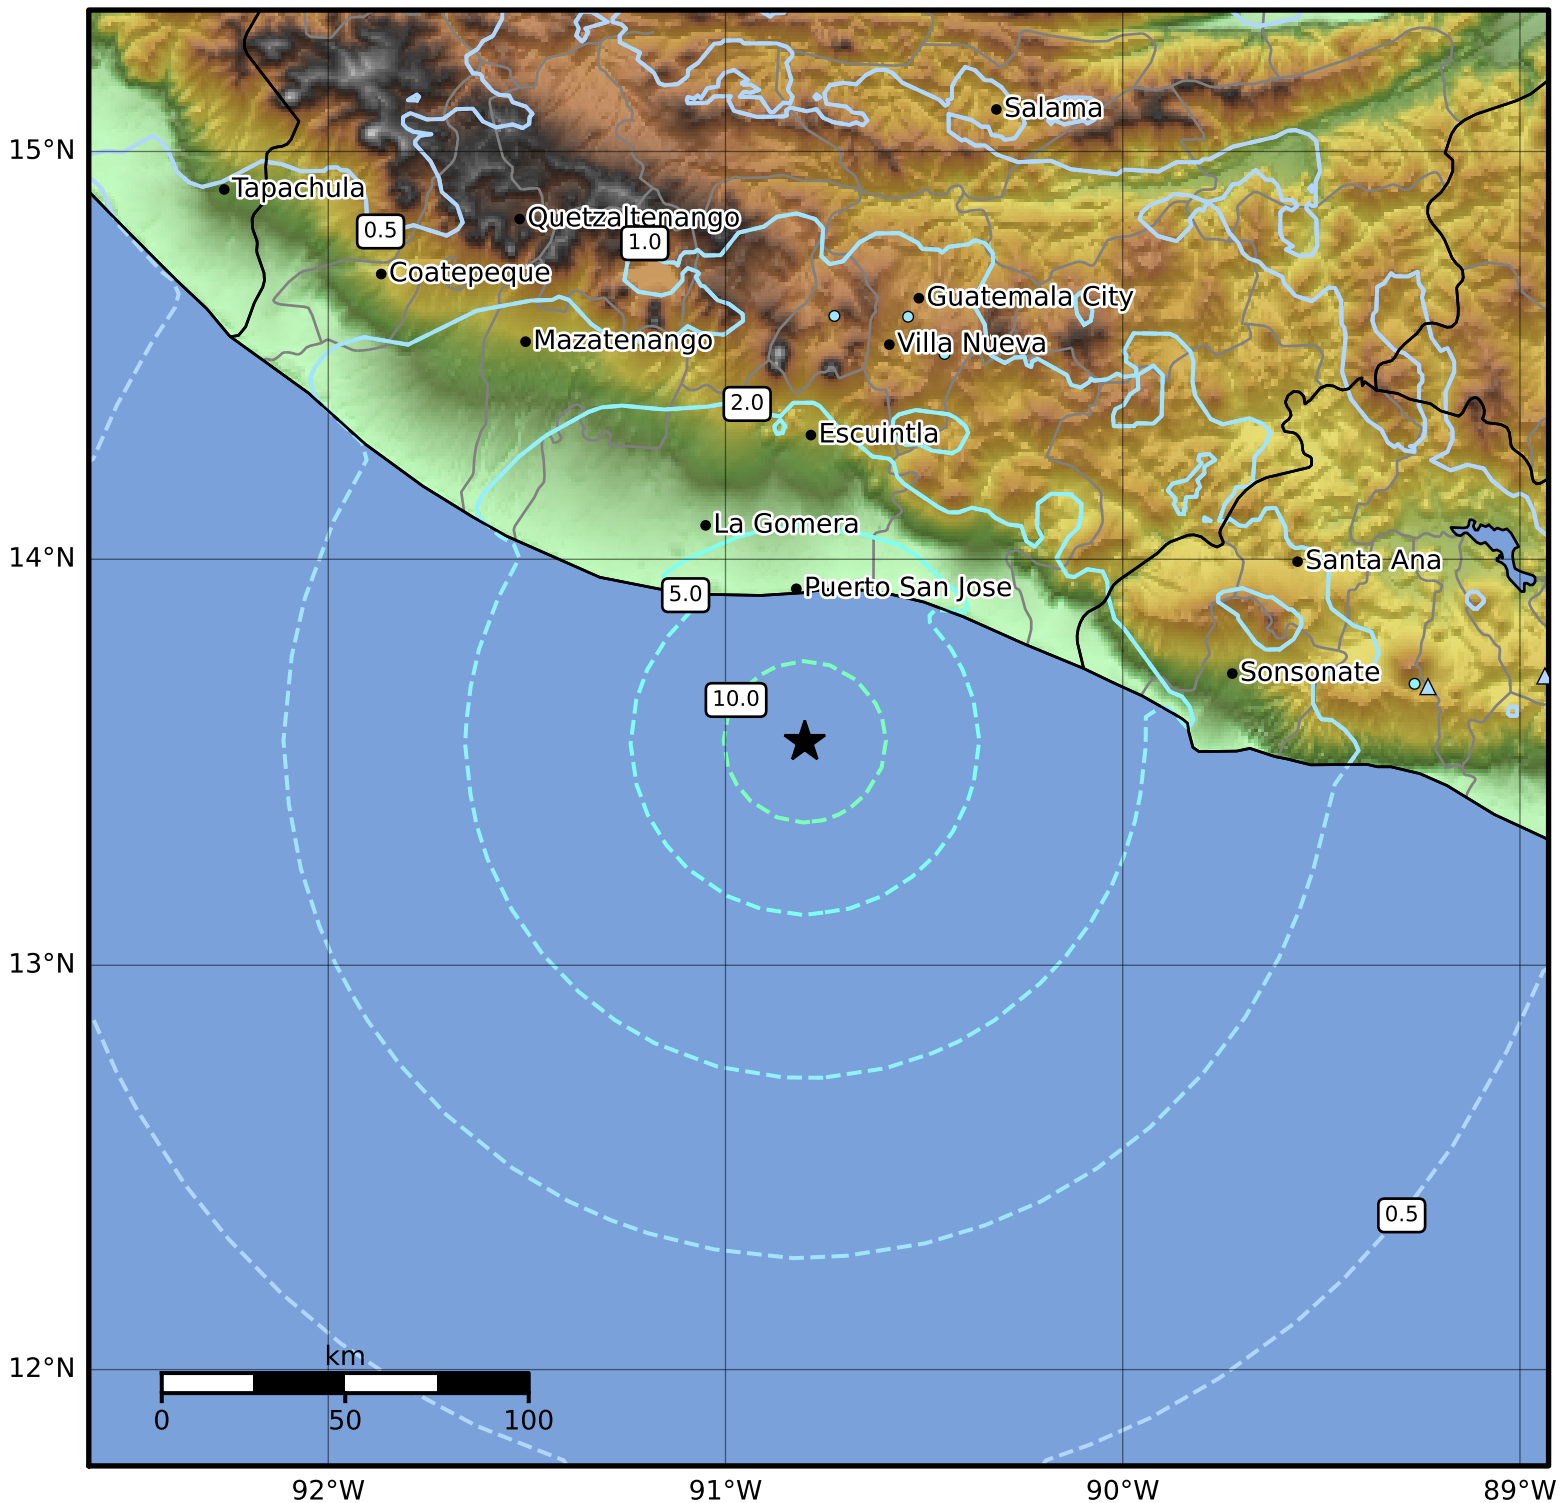 Salama
15°N
Tapachula
Quetzaltenango
0.5
1.0
Coatepeque
Guatemala City
Mazatenango
Villa Nueva
2.0
Escuintla
La Gomera
14°N
Santa Ana
5.0
Puerto San Jose
Sonsonate
10.0
13°N
0.5
km
12°N
0 50 100
92°W 91°W 90°W 89°W